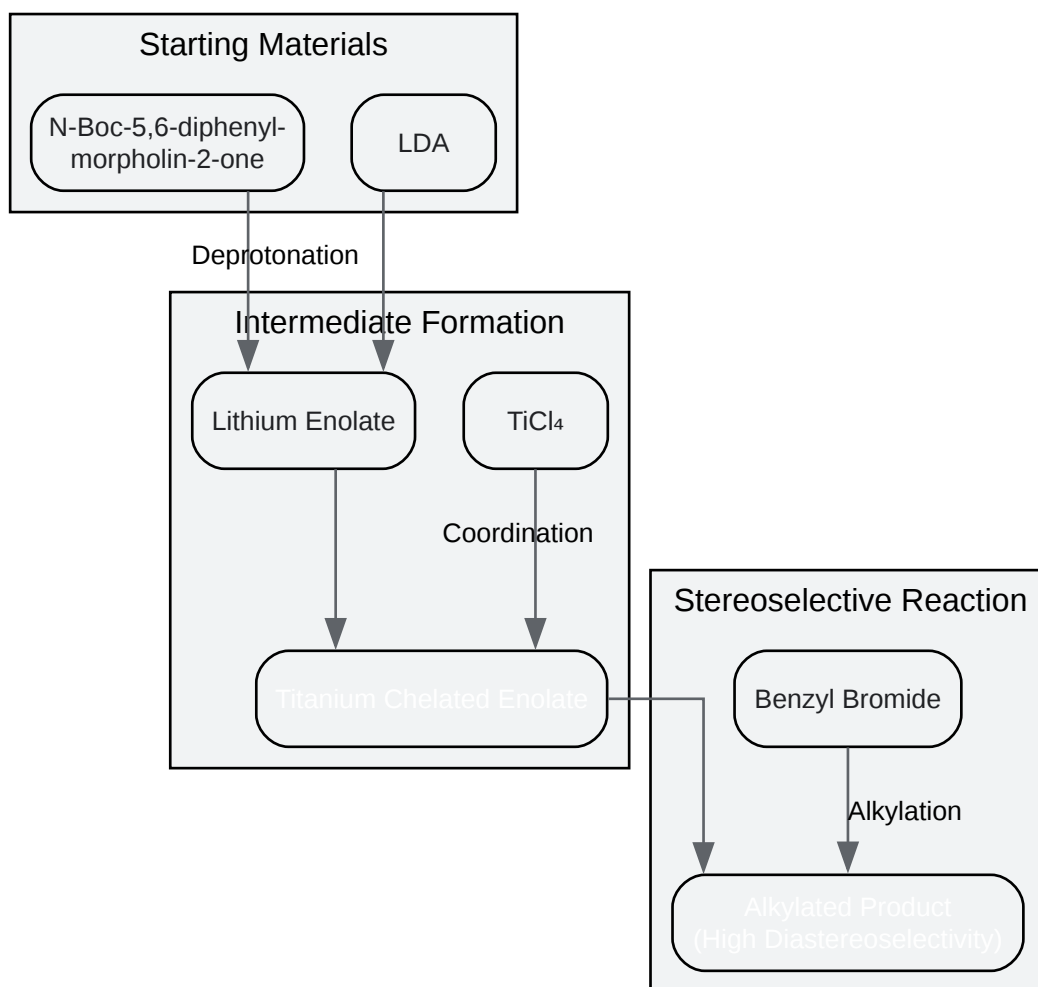 Starting Materials
N-Boc-5,6-diphenyl-
morpholin-2-one
LDA
Deprotonation
Intermediate Formation
Lithium Enolate
TiCl₄
Coordination
Stereoselective Reaction
Titanium Chelated Enolate
Benzyl Bromide
Alkylation
Alkylated Product
(High Diastereoselectivity)